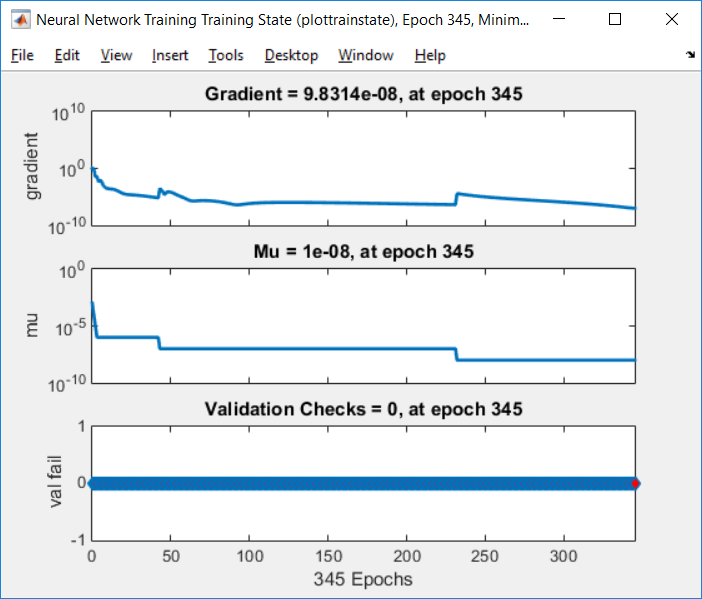 Neural Network Training Training State (plottrainstate), Epoch 345, Minim...
File Edit View Insert Tools Desktop Window Help
Gradient = 9.8314e-08, at epoch 345
10^10
10^0
10^-10
gradient
Mu = 1e-08, at epoch 345
10^0
10^-5
10^-10
mu
Validation Checks = 0, at epoch 345
1
0
-1
val fail
0 50 100 150 200 250 300
345 Epochs